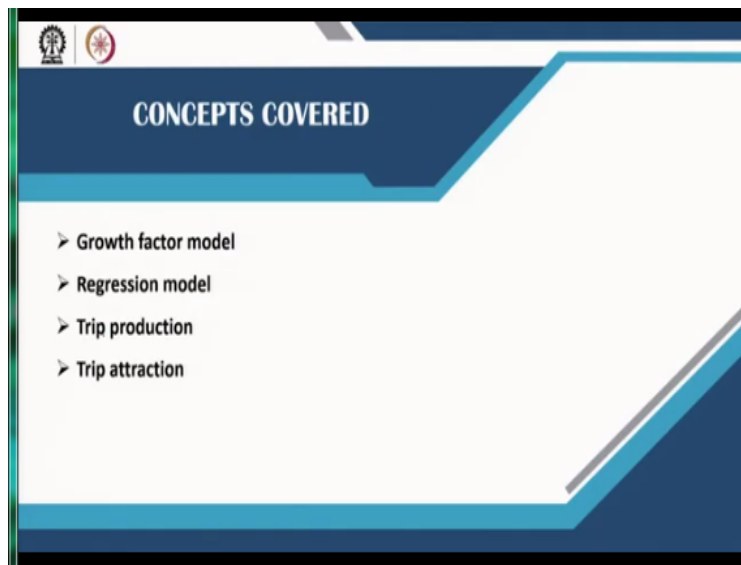 CONCEPTS COVERED
➢ Growth factor model
➢ Regression model
➢ Trip production
➢ Trip attraction